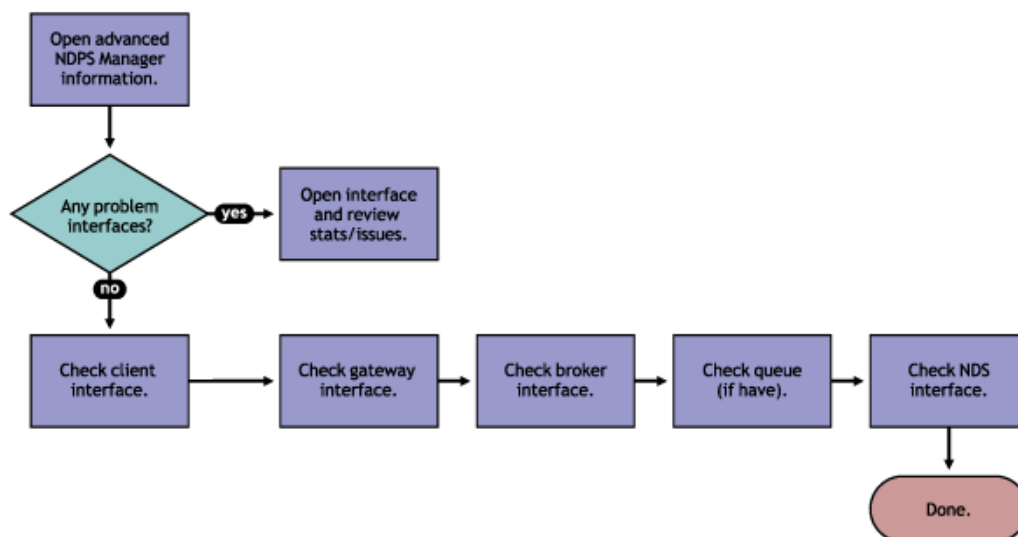 Open advanced
NDPS Manager
information.
Any problem
interfaces?
yes
Open interface
and review
stats/issues.
no
Check client
interface.
Check gateway
interface.
Check broker
interface.
Check queue
(if have).
Check NDS
interface.
Done.